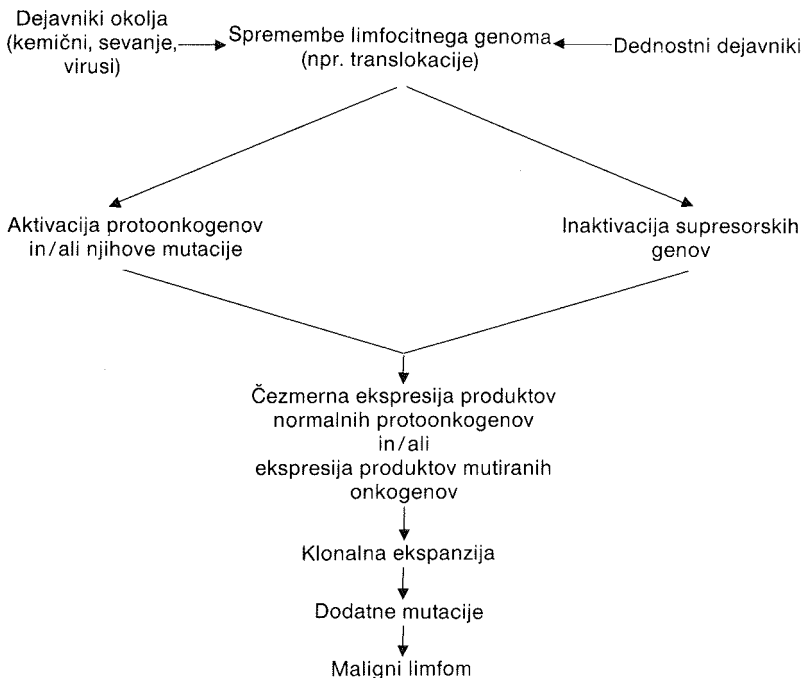 Dejavniki okolja
(kemični, sevanje,
virusi)
Spremembe limfocitnega genoma
(npr. translokacije)
Dednostni dejavniki
Aktivacija protoonkogenov
in/ali njihove mutacije
Inaktivacija supresorskih
genov
Čezmerna ekspresija produktov
normalnih protoonkogenov
in/ali
ekspresija produktov mutiranih
onkogenov
Klonalna ekspanzija
Dodatne mutacije
Maligni limfom